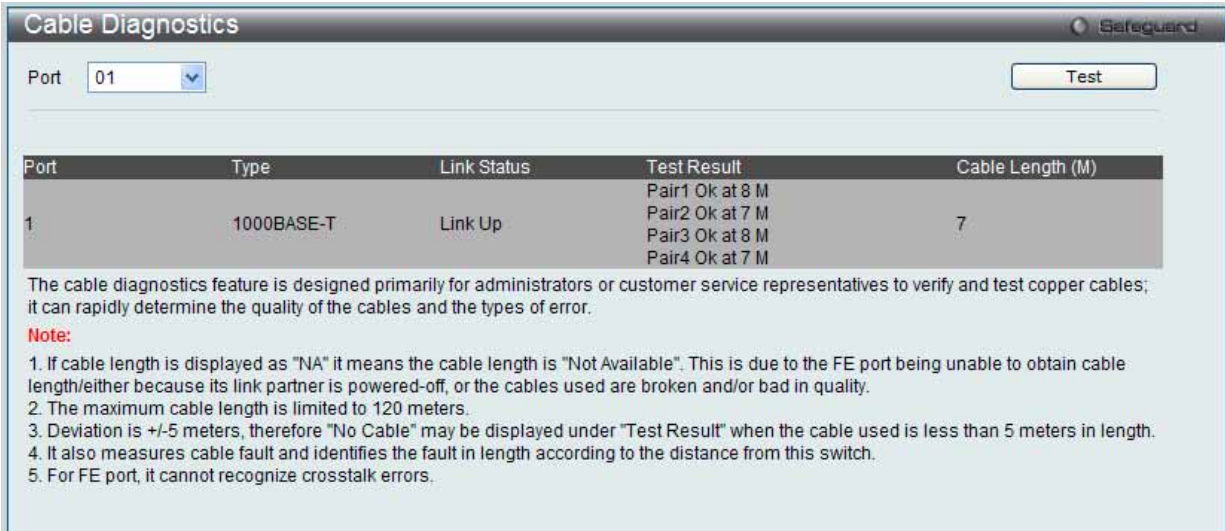 Cable Diagnostics
Safeguard
Port 01 Test
Port Type Link Status Test Result Cable Length (M)
1 1000BASE-T Link Up Pair1 Ok at 8 M 7
Pair2 Ok at 7 M
Pair3 Ok at 8 M
Pair4 Ok at 7 M
The cable diagnostics feature is designed primarily for administrators or customer service representatives to verify and test copper cables;
it can rapidly determine the quality of the cables and the types of error.
Note:
1. If cable length is displayed as "NA" it means the cable length is "Not Available". This is due to the FE port being unable to obtain cable
length/either because its link partner is powered-off, or the cables used are broken and/or bad in quality.
2. The maximum cable length is limited to 120 meters.
3. Deviation is +/-5 meters, therefore "No Cable" may be displayed under "Test Result" when the cable used is less than 5 meters in length.
4. It also measures cable fault and identifies the fault in length according to the distance from this switch.
5. For FE port, it cannot recognize crosstalk errors.